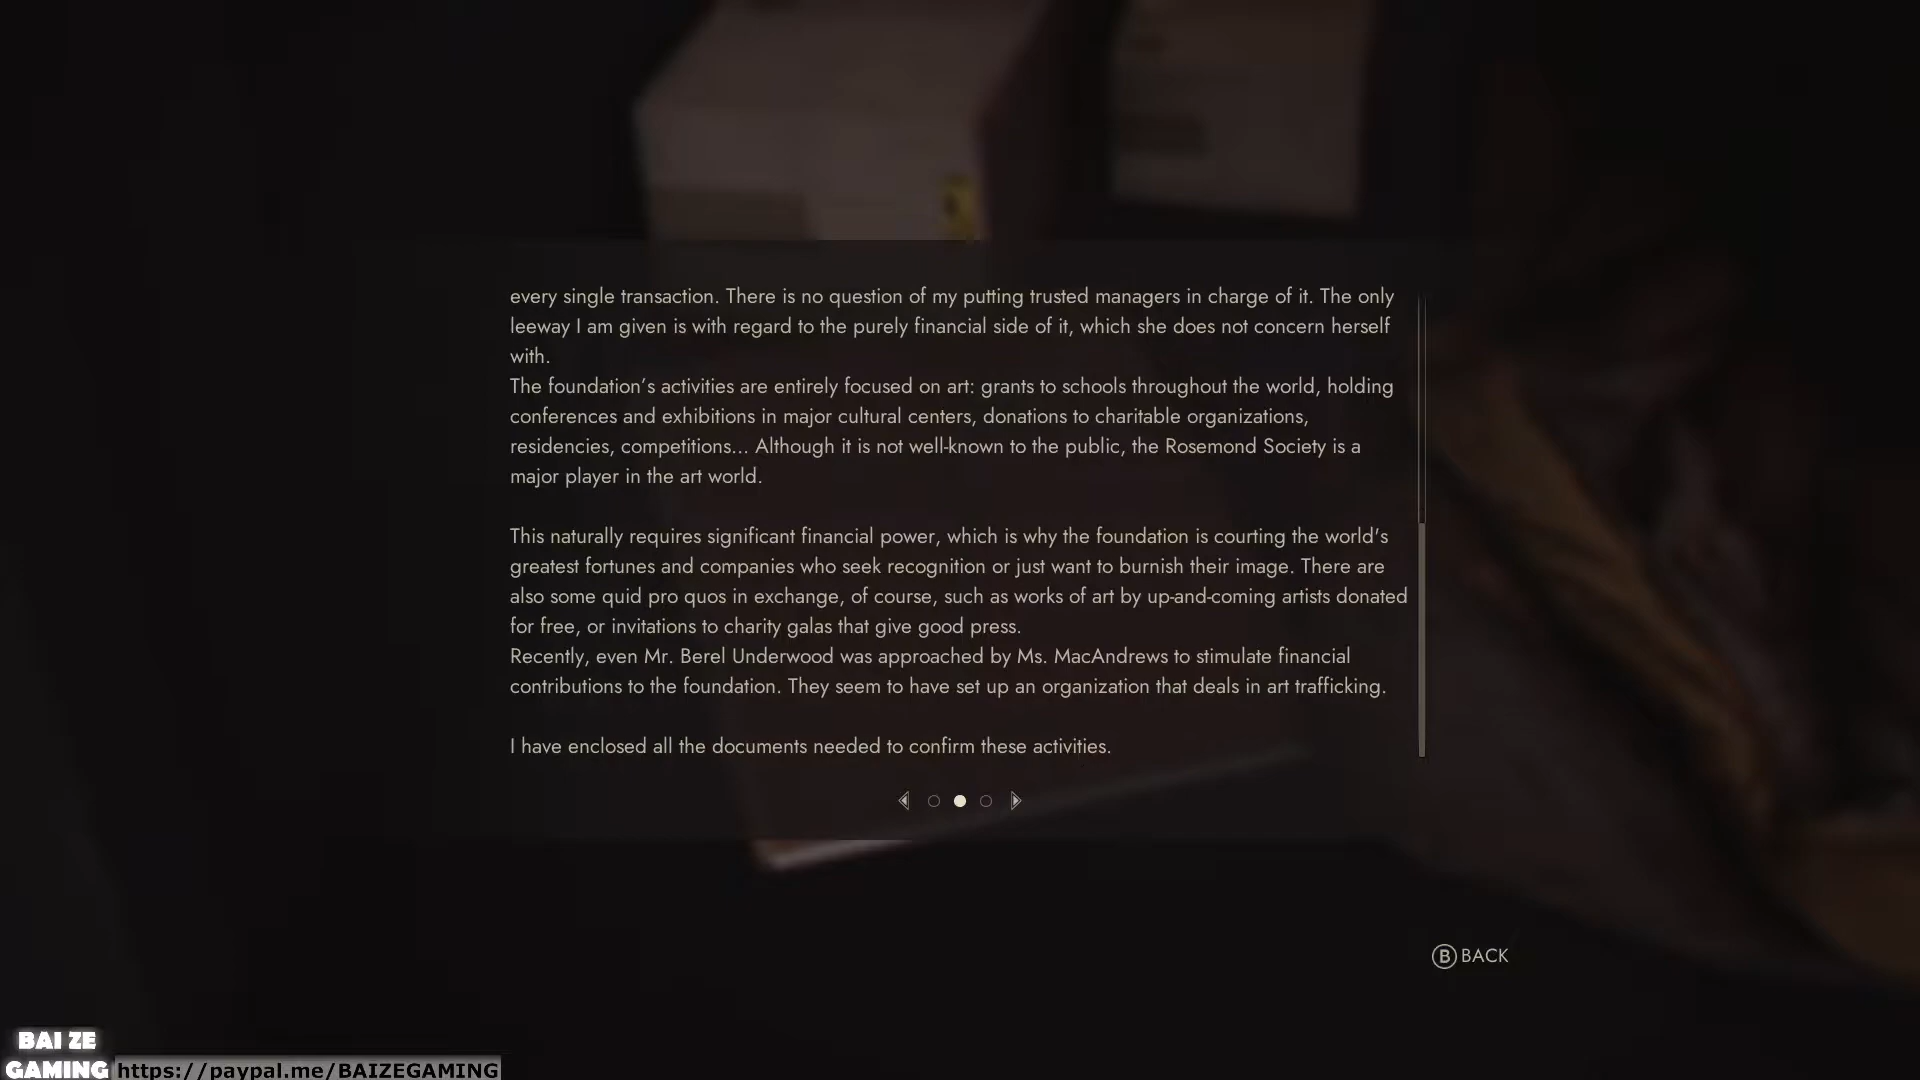 every single transaction. There is no question of my putting trusted managers in charge of it. The only
leeway I am given is with regard to the purely financial side of it, which she does not concern herself
with.
The foundation's activities are entirely focused on art: grants to schools throughout the world, holding
conferences and exhibitions in major cultural centers, donations to charitable organizations,
residencies, competitions... Although it is not well-known to the public, the Rosemond Society is a
major player in the art world.
This naturally requires significant financial power, which is why the foundation is courting the world's
greatest fortunes and companies who seek recognition or just want to burnish their image. There are
also some quid pro quos in exchange, of course, such as works of art by up-and-coming artists donated
for free, or invitations to charity galas that give good press.
Recently, even Mr. Berel Underwood was approached by Ms. MacAndrews to stimulate financial
contributions to the foundation. They seem to have set up an organization that deals in art trafficking.
I have enclosed all the documents needed to confirm these activities.
B BACK
BAI ZE
GAMING https://paypal.me/BAIZEGAMING